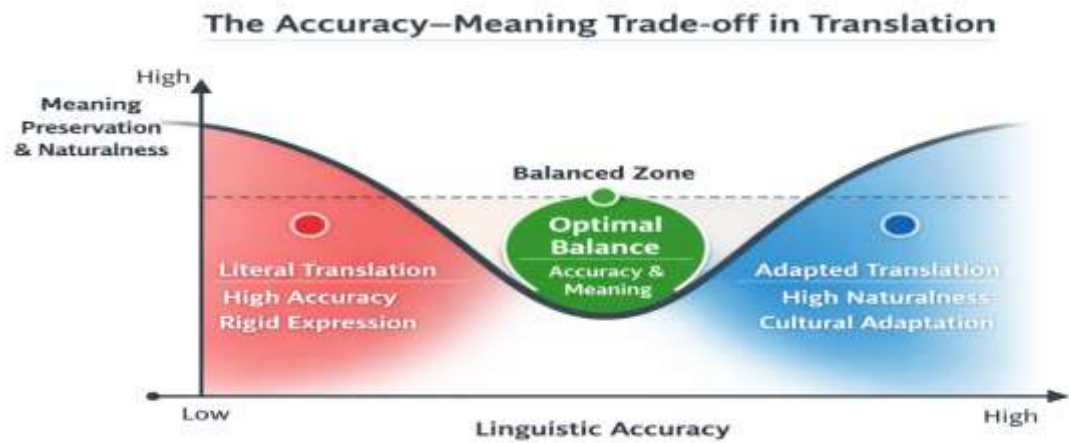 The Accuracy–Meaning Trade-off in Translation
High
Meaning
Preservation
& Naturalness
Balanced Zone
Optimal
Balance
Accuracy &
Meaning
Literal Translation
High Accuracy
Rigid Expression
Adapted Translation
High Naturalness
Cultural Adaptation
Low
High
Linguistic Accuracy